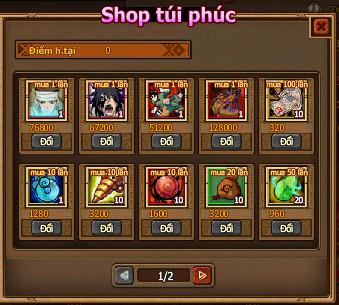 Shop túi phúc
Điểm h.tại 0
mua 1 lần mua 1 lần mua 1 lần mua 1 lần mua 100 lần
1 1 1 1 10
76800 67200 51200 128000 320
Đổi Đổi Đổi Đổi Đổi
mua 10 lần mua 10 lần mua 10 lần mua 20 lần mua 50 lần
1 10 10 10 20
1280 3200 1600 3200 960
Đổi Đổi Đổi Đổi Đổi
1/2